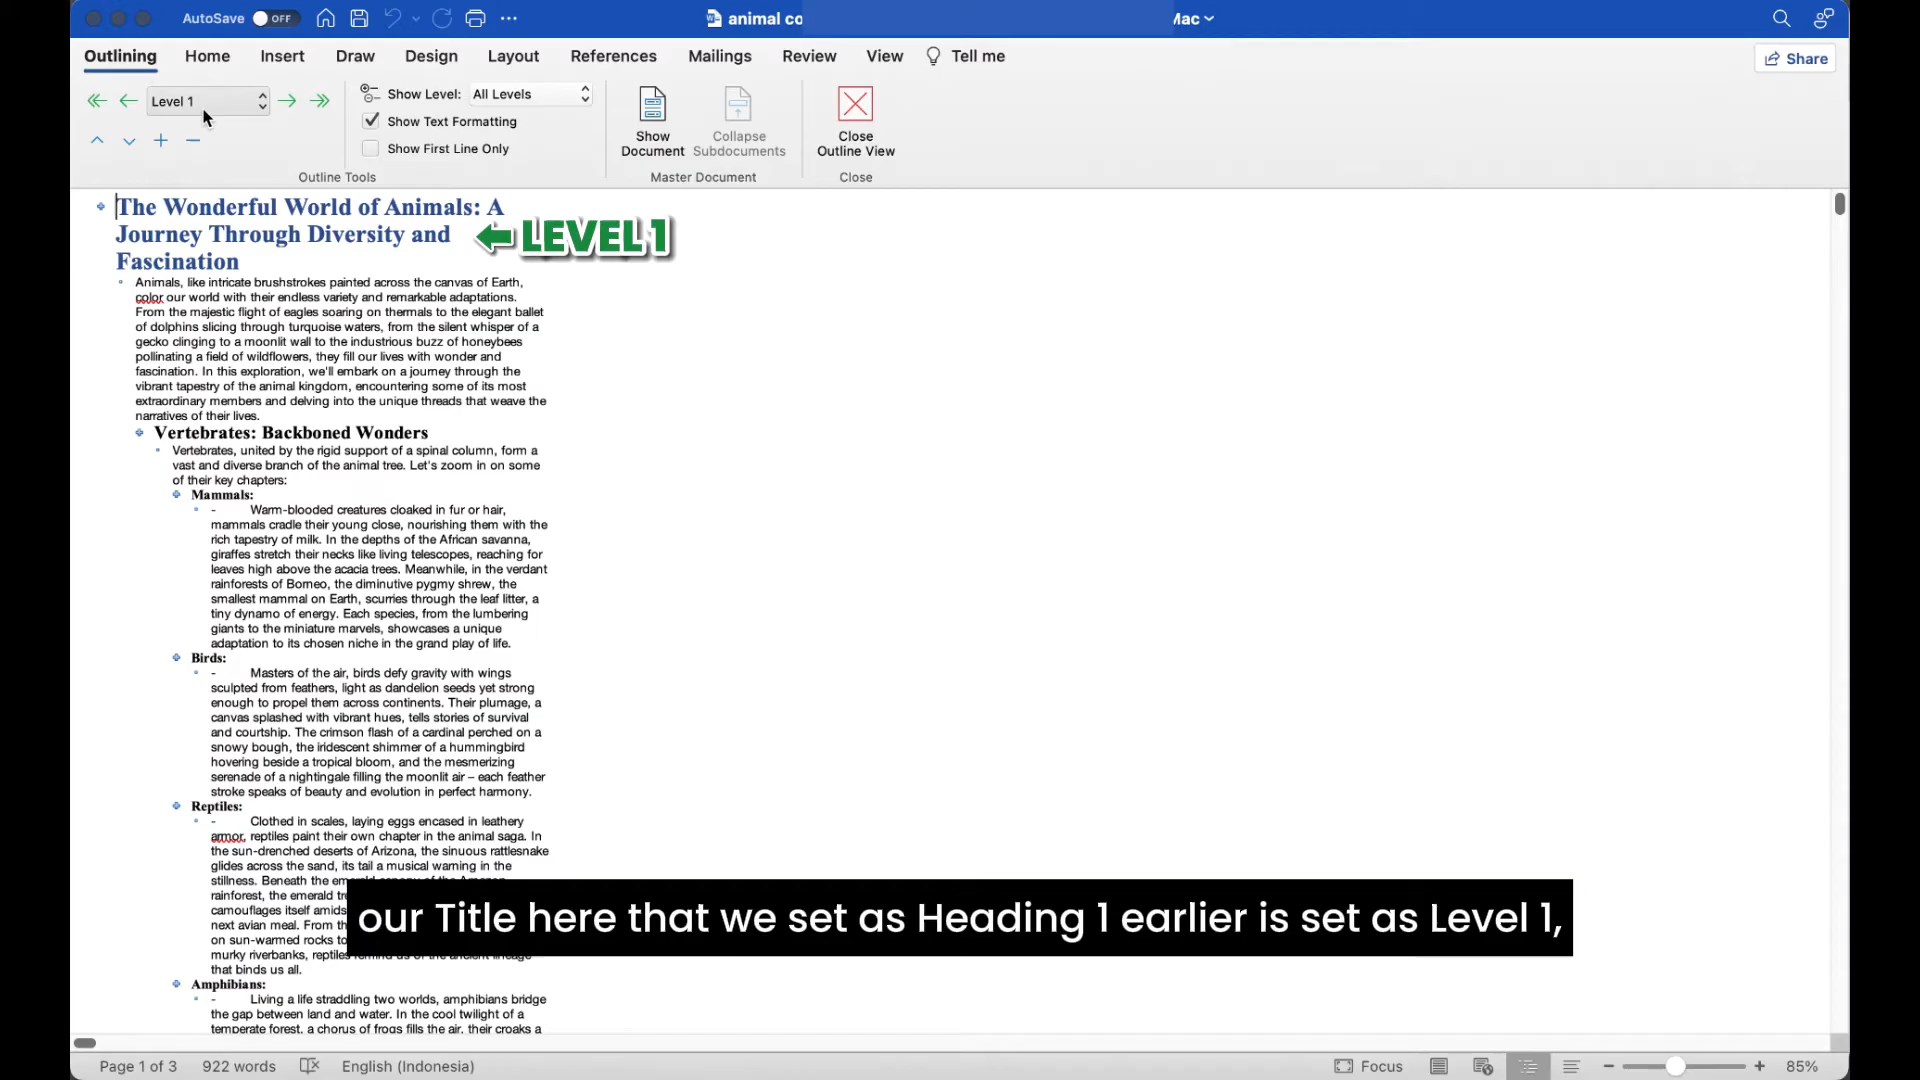 AutoSave OFF animal co Mac
Outlining Home Insert Draw Design Layout References Mailings Review View Tell me Share
Level 1
Show Level: All Levels
Show Text Formatting
Show First Line Only
Show Document
Collapse Subdocuments
Close Outline View
Outline Tools Master Document Close
The Wonderful World of Animals: A
Journey Through Diversity and
Fascination
LEVEL 1
Animals, like intricate brushstrokes painted across the canvas of Earth,
color our world with their endless variety and remarkable adaptations.
From the majestic flight of eagles soaring on thermals to the elegant ballet
of dolphins slicing through turquoise waters, from the silent whisper of a
gecko clinging to a moonlit wall to the industrious buzz of honeybees
pollinating a field of wildflowers, they fill our lives with wonder and
fascination. In this exploration, we'll embark on a journey through the
vibrant tapestry of the animal kingdom, encountering some of its most
extraordinary members and delving into the unique threads that weave the
narratives of their lives.
Vertebrates: Backboned Wonders
Vertebrates, united by the rigid support of a spinal column, form a
vast and diverse branch of the animal tree. Let's zoom in on some
of their key chapters:
Mammals:
- Warm-blooded creatures cloaked in fur or hair,
mammals cradle their young close, nourishing them with the
rich tapestry of milk. In the depths of the African savanna,
giraffes stretch their necks like living telescopes, reaching for
leaves high above the acacia trees. Meanwhile, in the verdant
rainforests of Borneo, the diminutive pygmy shrew, the
smallest mammal on Earth, scurries through the leaf litter, a
tiny dynamo of energy. Each species, from the lumbering
giants to the miniature marvels, showcases a unique
adaptation to its chosen niche in the grand play of life.
Birds:
- Masters of the air, birds defy gravity with wings
sculpted from feathers, light as dandelion seeds yet strong
enough to propel them across continents. Their plumage, a
canvas splashed with vibrant hues, tells stories of survival
and courtship. The crimson flash of a cardinal perched on a
snowy bough, the iridescent shimmer of a hummingbird
hovering beside a tropical bloom, and the mesmerizing
serenade of a nightingale filling the moonlit air – each feather
stroke speaks of beauty and evolution in perfect harmony.
Reptiles:
- Clothed in scales, laying eggs encased in leathery
armor, reptiles paint their own chapter in the animal saga. In
the sun-drenched deserts of Arizona, the sinuous rattlesnake
glides across the sand, its tail a musical warning in the
stillness. Beneath the
rainforest, the emerald
camouflages itself amids
next avian meal. From
on sun-warmed rocks to
murky riverbanks, reptiles
that binds us all.
our Title here that we set as Heading 1 earlier is set as Level 1,
Amphibians:
- Living a life straddling two worlds, amphibians bridge
the gap between land and water. In the cool twilight of a
temperate forest, a chorus of frogs fills the air, their croaks a
Page 1 of 3 922 words English (Indonesia) Focus 85%